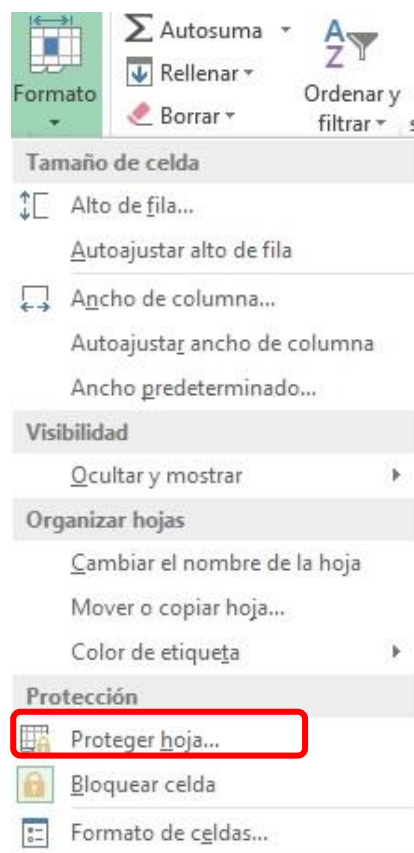 Autosuma
Rellenar
Borrar
Formato
Ordenar y
filtrar
Tamaño de celda
Alto de fila...
Autoajustar alto de fila
Ancho de columna...
Autoajustar ancho de columna
Ancho predeterminado...
Visibilidad
Ocultar y mostrar
Organizar hojas
Cambiar el nombre de la hoja
Mover o copiar hoja...
Color de etiqueta
Protección
Proteger hoja...
Bloquear celda
Formato de celdas...